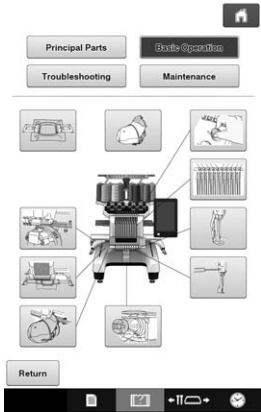 Principal Parts
Basic Operation
Troubleshooting
Maintenance
Return